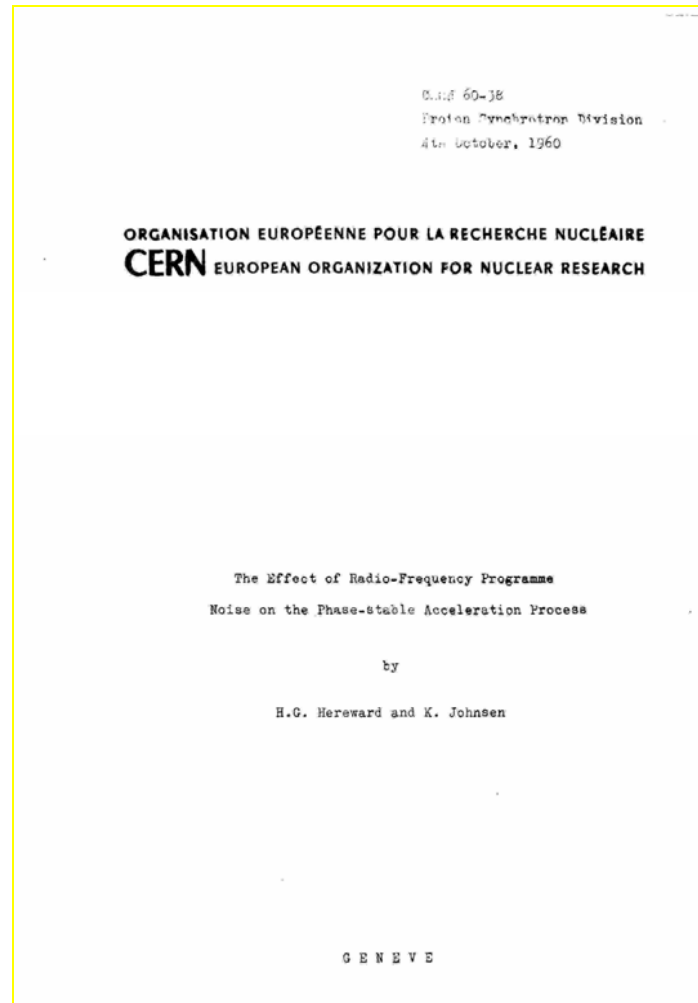 60-38
Proton Synchrotron Division
4th October, 1960
ORGANISATION EUROPÉENNE POUR LA RECHERCHE NUCLÉAIRE
CERN EUROPEAN ORGANIZATION FOR NUCLEAR RESEARCH
The Effect of Radio-Frequency Programme
Noise on the Phase-stable Acceleration Process
by
H.G. Hereward and K. Johnsen
G E N E V E